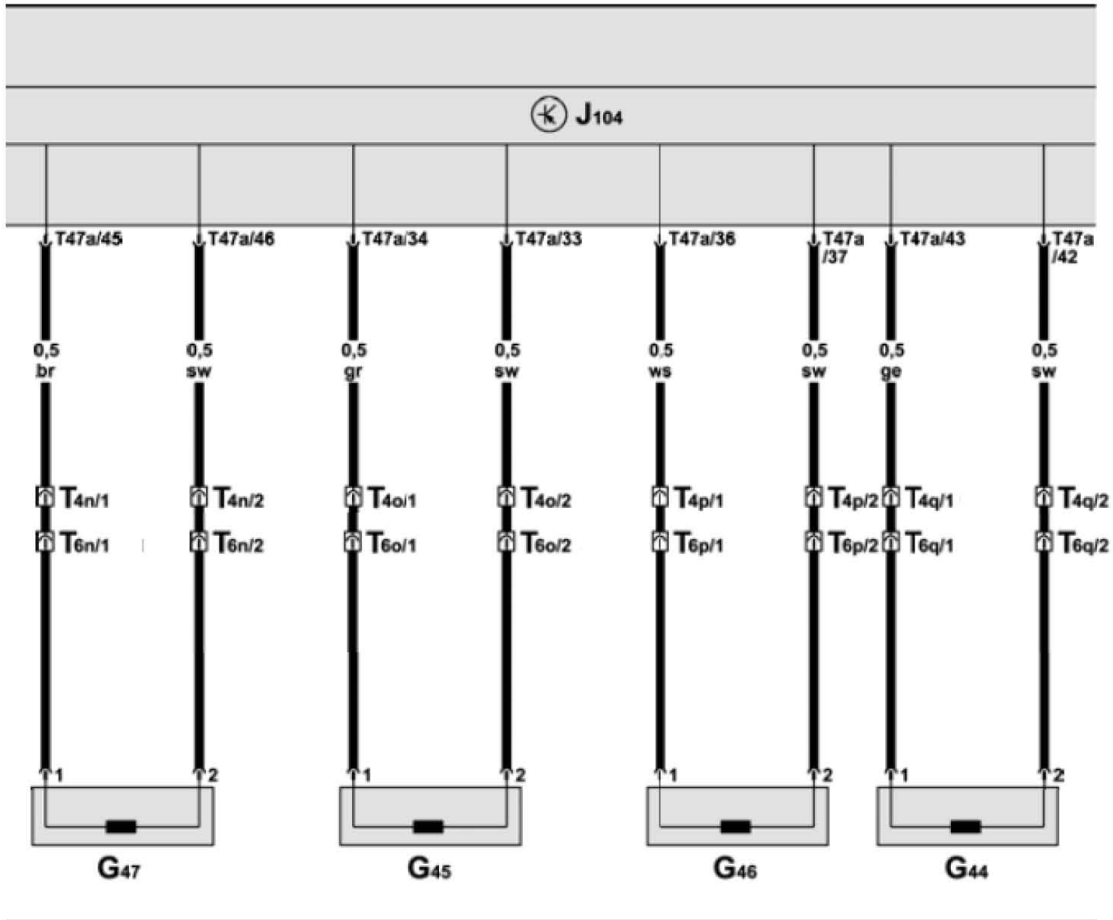 J104
T47a/45 T47a/46 T47a/34 T47a/33 T47a/36 T47a T47a/43 T47a
/37 /42
0,5 0,5 0,5 0,5 0,5 0,5 0,5 0,5
br sw gr sw ws sw ge sw
T4n/1 T4n/2 T4o/1 T4o/2 T4p/1 T4p/2 T4q/1 T4q/2
T6n/1 T6n/2 T6o/1 T6o/2 T6p/1 T6p/2 T6q/1 T6q/2
1 2 1 2 1 2 1 2
G47 G45 G46 G44